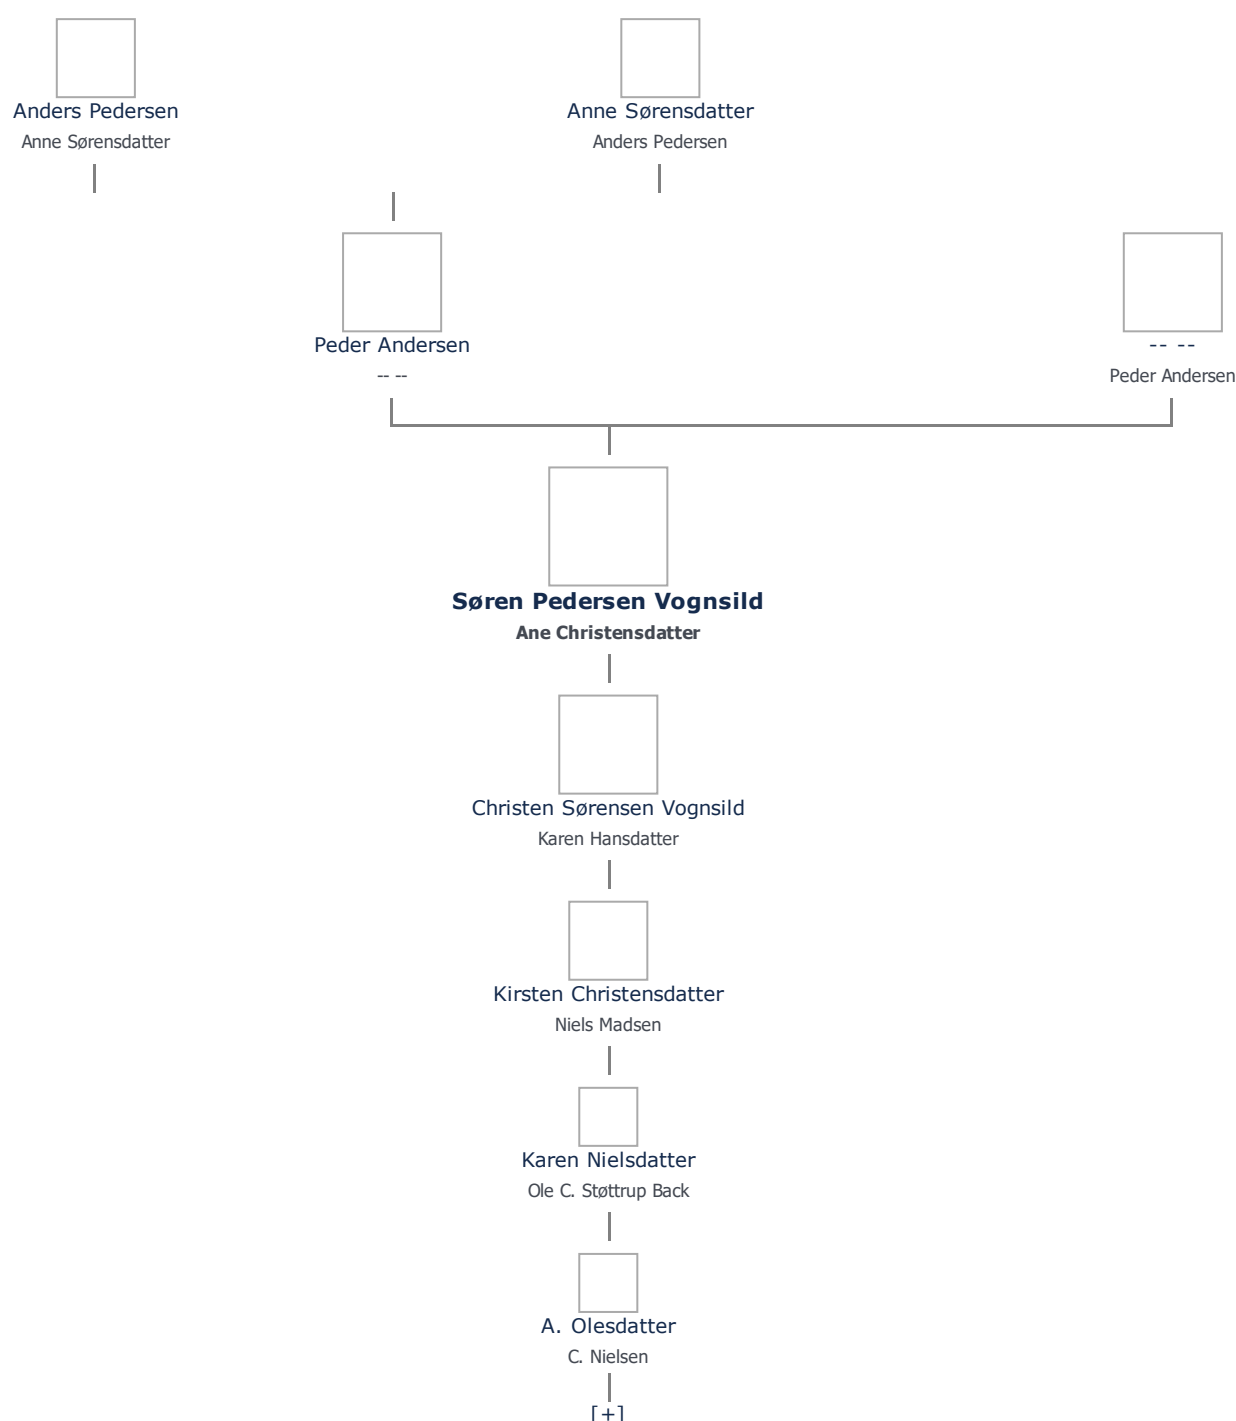 Anders Pedersen
Anne Sørensdatter
Anne Sørensdatter
Anders Pedersen
Peder Andersen
-- --
-- --
Peder Andersen
Søren Pedersen Vognsild
Ane Christensdatter
Christen Sørensen Vognsild
Karen Hansdatter
Kirsten Christensdatter
Niels Madsen
Karen Nielsdatter
Ole C. Støttrup Back
A. Olesdatter
C. Nielsen
[+]